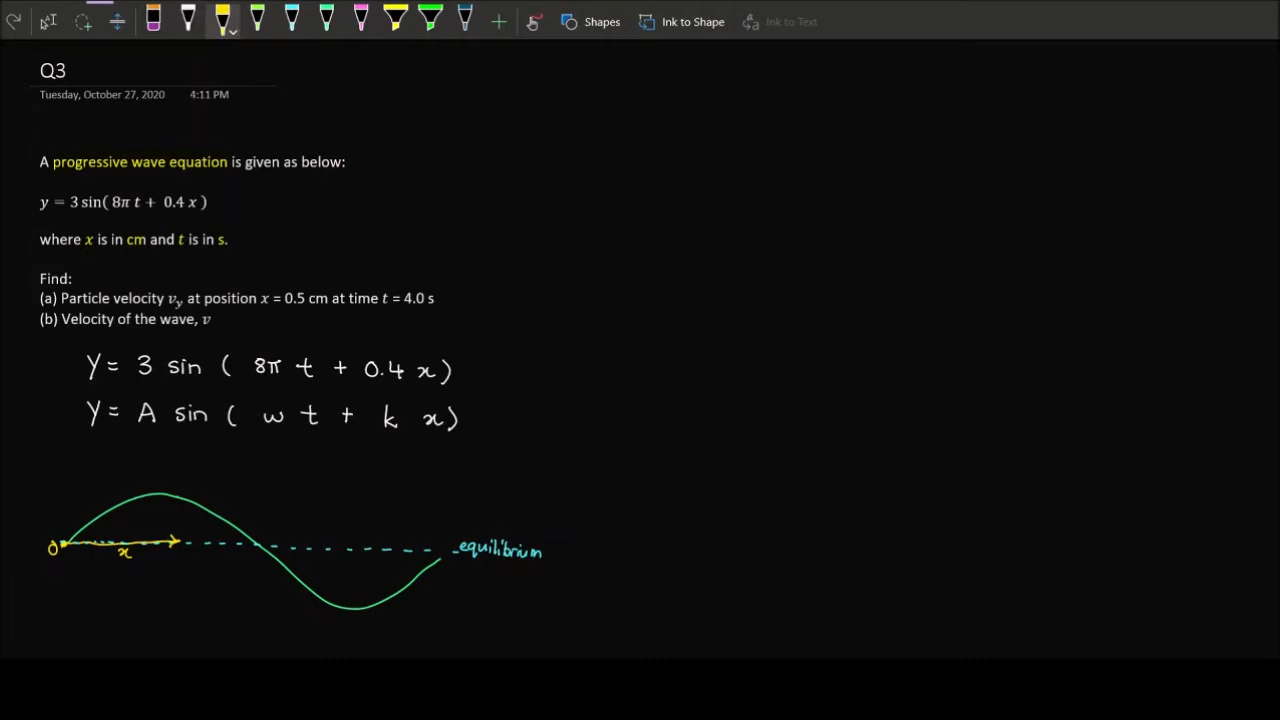 Shapes Ink to Shape Ink to Text
Q3
Tuesday, October 27, 2020 4:11 PM
A progressive wave equation is given as below:
y = 3 sin( 8π t + 0.4 x )
where x is in cm and t is in s.
Find:
(a) Particle velocity v_y at position x = 0.5 cm at time t = 4.0 s
(b) Velocity of the wave, v
y = 3 sin ( 8π t + 0.4 x )
y = A sin ( ω t + k x )
0 x equilibrium